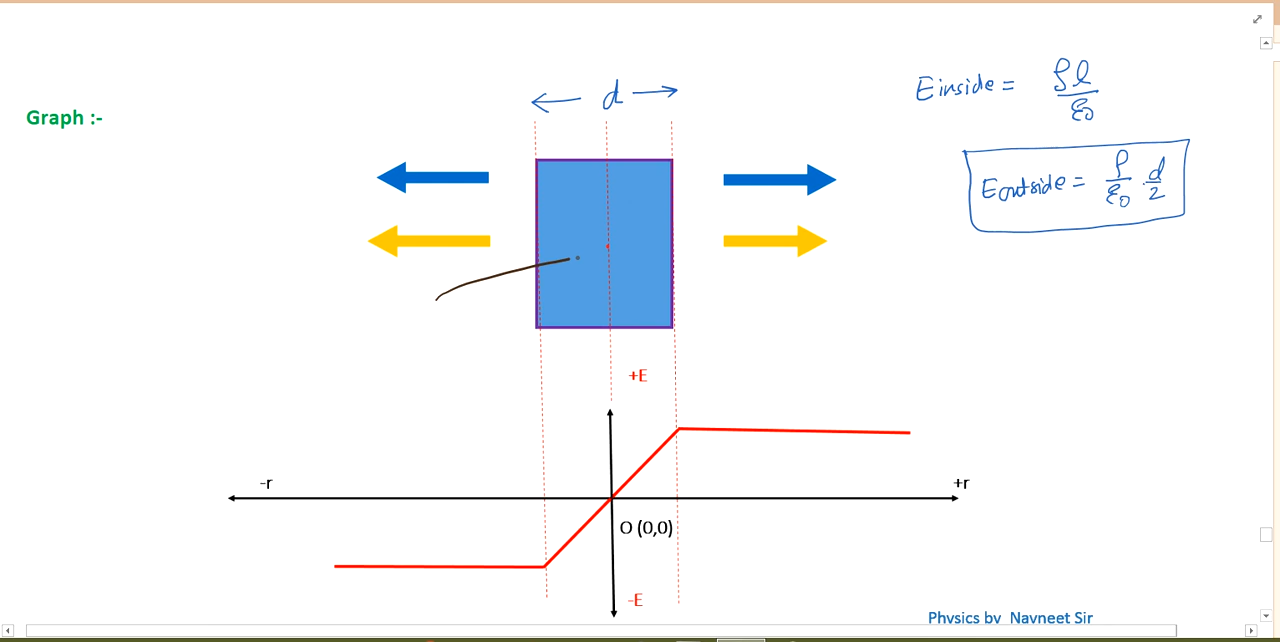 Graph :-
← d →
Einside = ρl/ε0
Eoutside = ρ/ε0 . d/2
+E
-r
+r
O (0,0)
-E
Physics by Navneet Sir